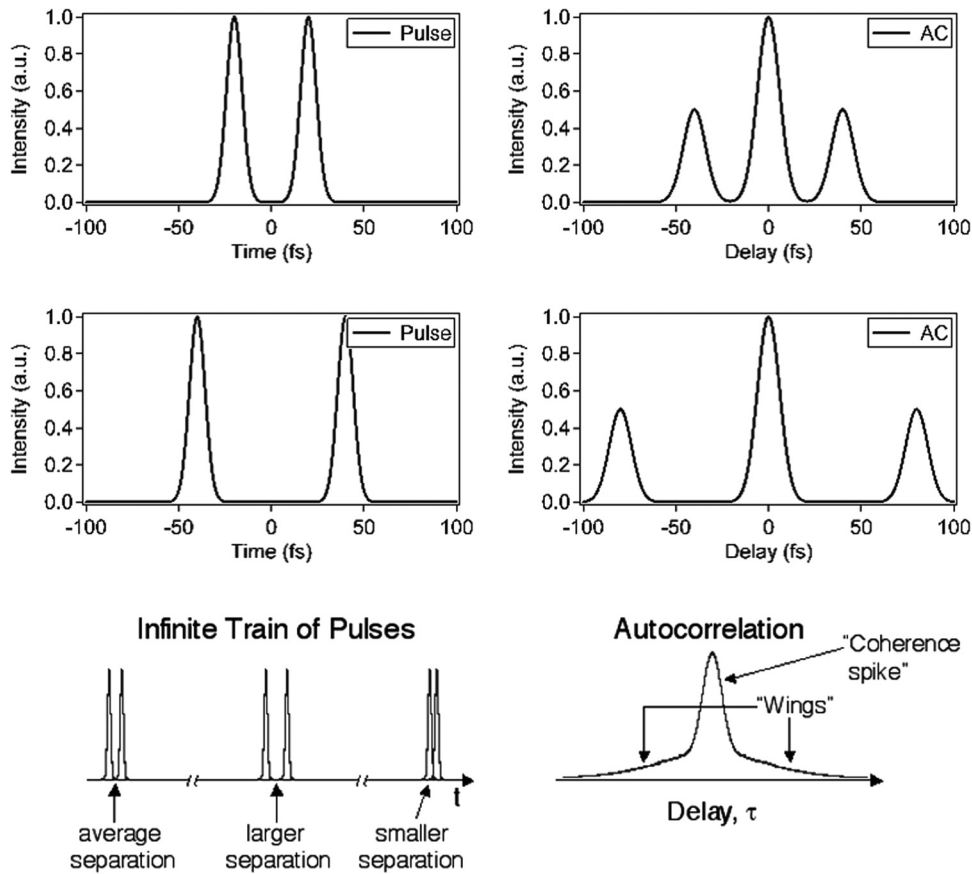 1.0
0.8
0.6
0.4
0.2
0.0
Intensity (a.u.)
Pulse
-100 -50 0 50 100
Time (fs)
1.0
0.8
0.6
0.4
0.2
0.0
Intensity (a.u.)
AC
-100 -50 0 50 100
Delay (fs)
1.0
0.8
0.6
0.4
0.2
0.0
Intensity (a.u.)
Pulse
-100 -50 0 50 100
Time (fs)
1.0
0.8
0.6
0.4
0.2
0.0
Intensity (a.u.)
AC
-100 -50 0 50 100
Delay (fs)
Infinite Train of Pulses
t
average
separation
larger
separation
smaller
separation
Autocorrelation
"Coherence
spike"
"Wings"
Delay, τ